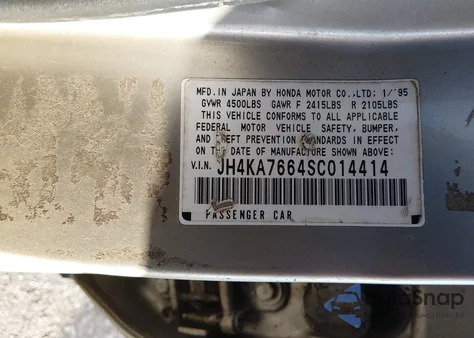 MFD. IN JAPAN BY HONDA MOTOR CO.,LTD: 1/'95
GVWR 4500LBS GAWR F 2415LBS R 2105LBS
THIS VEHICLE CONFORMS TO ALL APPLICABLE
FEDERAL MOTOR VEHICLE SAFETY, BUMPER,
AND THEFT PREVENTION STANDARDS IN EFFECT
ON THE DATE OF MANUFACTURE SHOWN ABOVE:
V.I.N. JH4KA7664SC014414
PASSENGER CAR